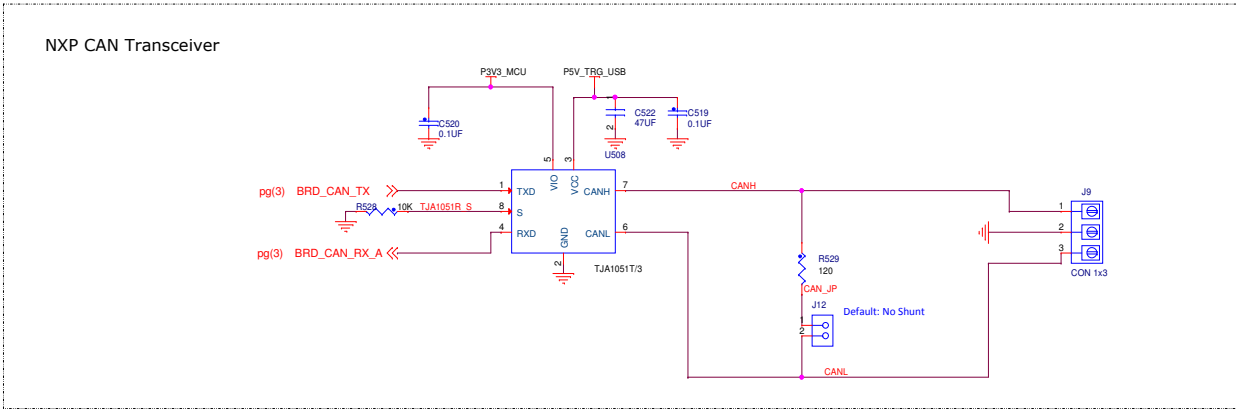 NXP CAN Transceiver
P3V3_MCU
P5V_TRG_USB
C520
0.1UF
C522
47UF
2
C519
0.1UF
U508
5
3
VIO
VCC
pg(3) BRD_CAN_TX
1
TXD
CANH
7
CANH
R528
10K
TJA1051R_S
8
S
pg(3) BRD_CAN_RX_A
4
RXD
CANL
6
GND
2
TJA1051T/3
R529
120
CAN_JP
J12
1
2
Default: No Shunt
CANL
J9
1
2
3
CON 1x3